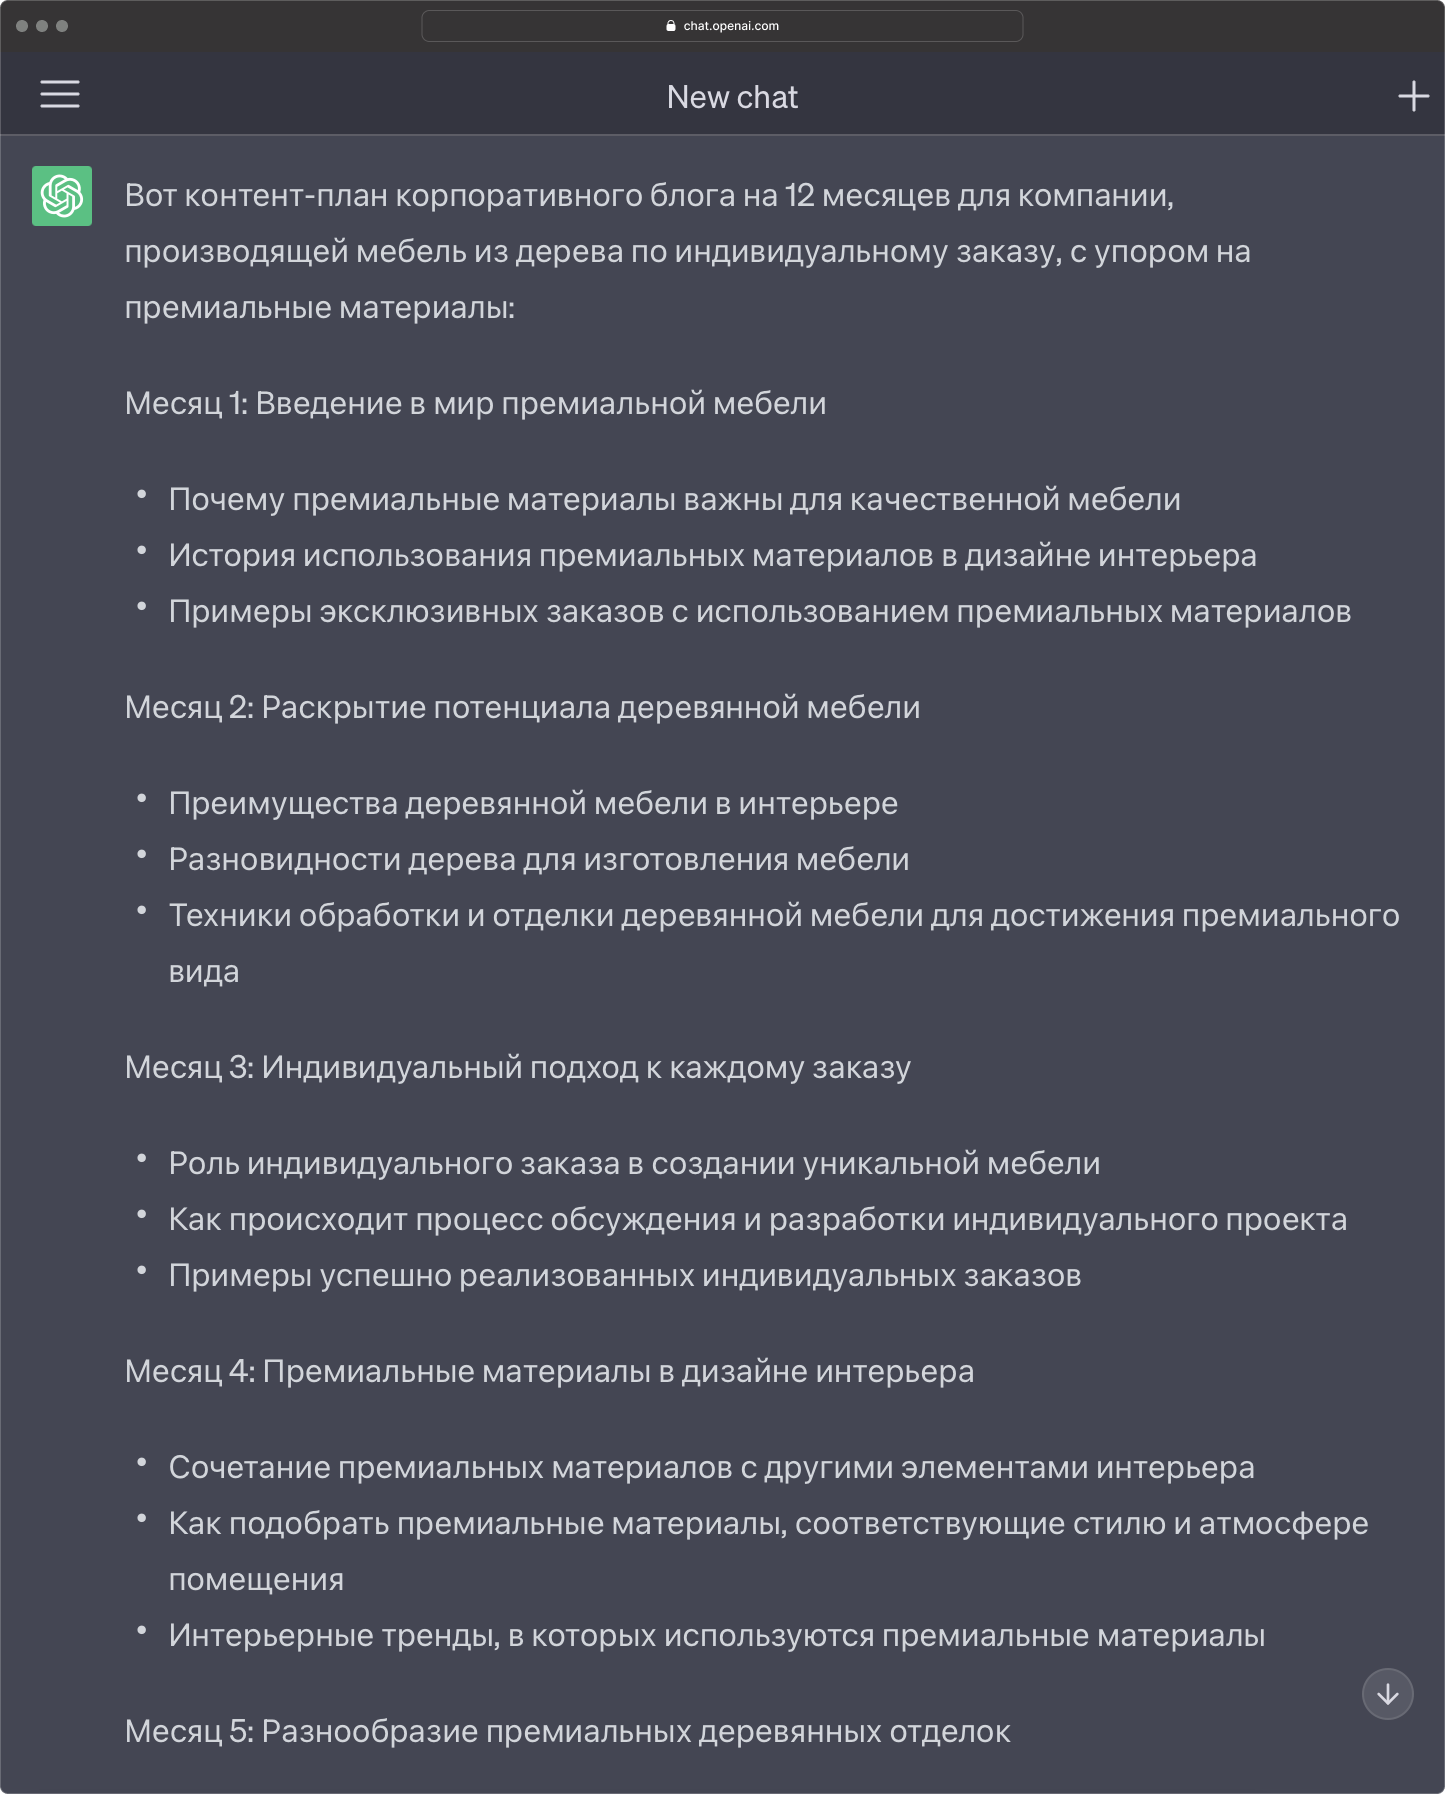 chat.openai.com
New chat
Вот контент-план корпоративного блога на 12 месяцев для компании,
производящей мебель из дерева по индивидуальному заказу, с упором на
премиальные материалы:
Месяц 1: Введение в мир премиальной мебели
• Почему премиальные материалы важны для качественной мебели
• История использования премиальных материалов в дизайне интерьера
• Примеры эксклюзивных заказов с использованием премиальных материалов
Месяц 2: Раскрытие потенциала деревянной мебели
• Преимущества деревянной мебели в интерьере
• Разновидности дерева для изготовления мебели
• Техники обработки и отделки деревянной мебели для достижения премиального
вида
Месяц 3: Индивидуальный подход к каждому заказу
• Роль индивидуального заказа в создании уникальной мебели
• Как происходит процесс обсуждения и разработки индивидуального проекта
• Примеры успешно реализованных индивидуальных заказов
Месяц 4: Премиальные материалы в дизайне интерьера
• Сочетание премиальных материалов с другими элементами интерьера
• Как подобрать премиальные материалы, соответствующие стилю и атмосфере
помещения
• Интерьерные тренды, в которых используются премиальные материалы
Месяц 5: Разнообразие премиальных деревянных отделок